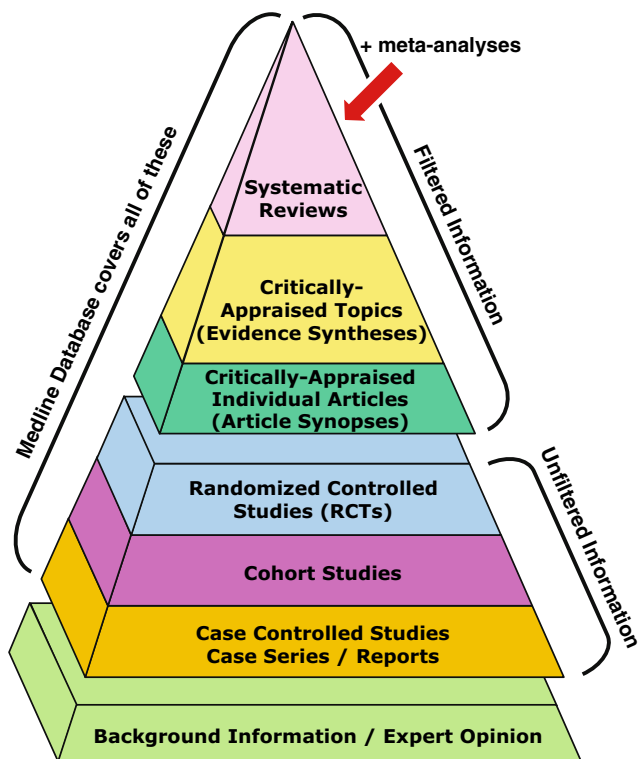 + meta-analyses
Medline Database covers all of these
Filtered Information
Systematic
Reviews
Critically-
Appraised Topics
(Evidence Syntheses)
Critically-Appraised
Individual Articles
(Article Synopses)
Unfiltered Information
Randomized Controlled
Studies (RCTs)
Cohort Studies
Case Controlled Studies
Case Series / Reports
Background Information / Expert Opinion